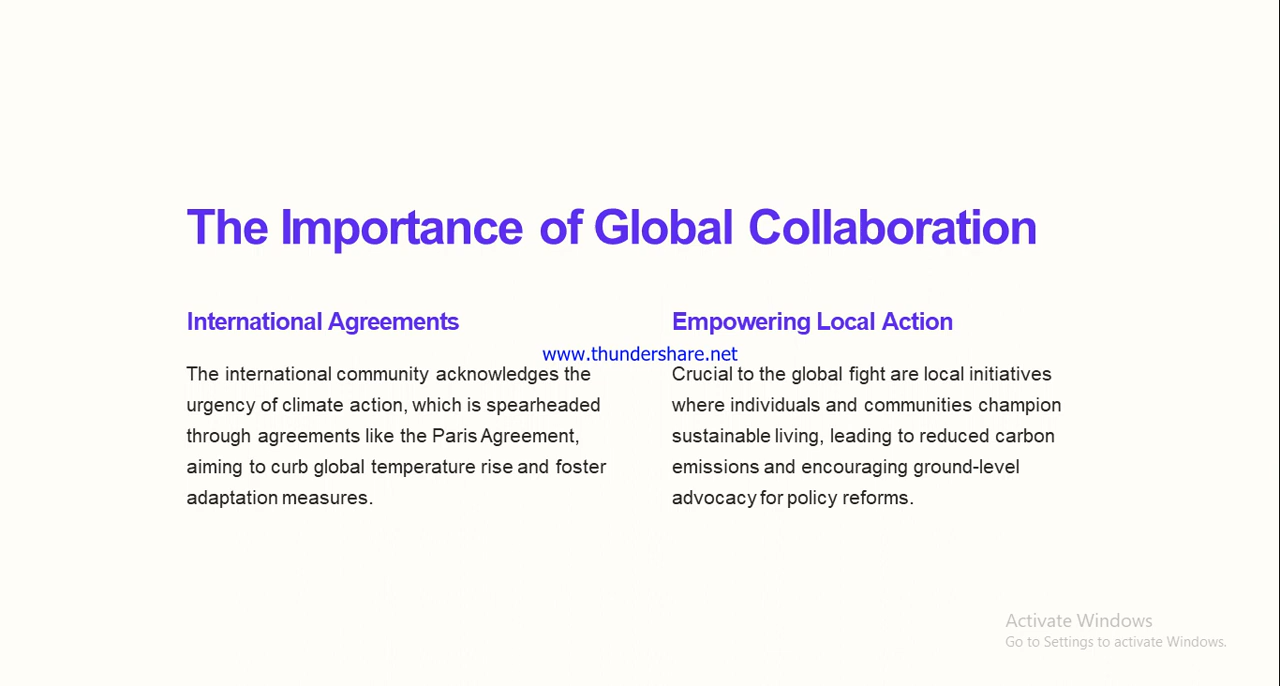 The Importance of Global Collaboration
International Agreements
The international community acknowledges the
urgency of climate action, which is spearheaded
through agreements like the Paris Agreement,
aiming to curb global temperature rise and foster
adaptation measures.
Empowering Local Action
Crucial to the global fight are local initiatives
where individuals and communities champion
sustainable living, leading to reduced carbon
emissions and encouraging ground-level
advocacy for policy reforms.
www.thundershare.net
Activate Windows
Go to Settings to activate Windows.